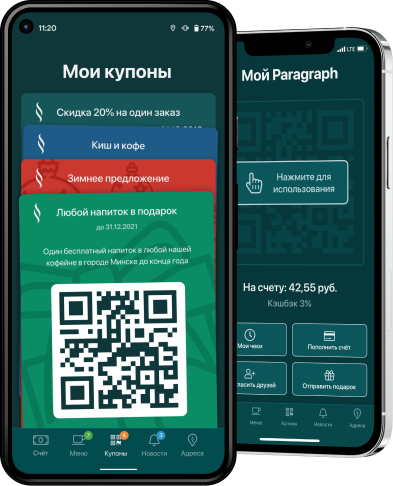 11:20
77%
Мои купоны
Скидка 20% на один заказ
Киш и кофе
Зимнее предложение
Любой напиток в подарок
до 31.12.2021
Один бесплатный напиток в любой нашей
кофейне в городе Минске до конца года
Счёт
Меню
7
Купоны
4
Новости
3
Адреса
LTE
Мой Paragraph
Нажмите для
использования
На счету: 42,55 руб.
Кэшбэк 3%
Мои чеки
Пополнить счёт
гласить друзей
Отправить подарок
Меню
Купоны
Новости
Адреса